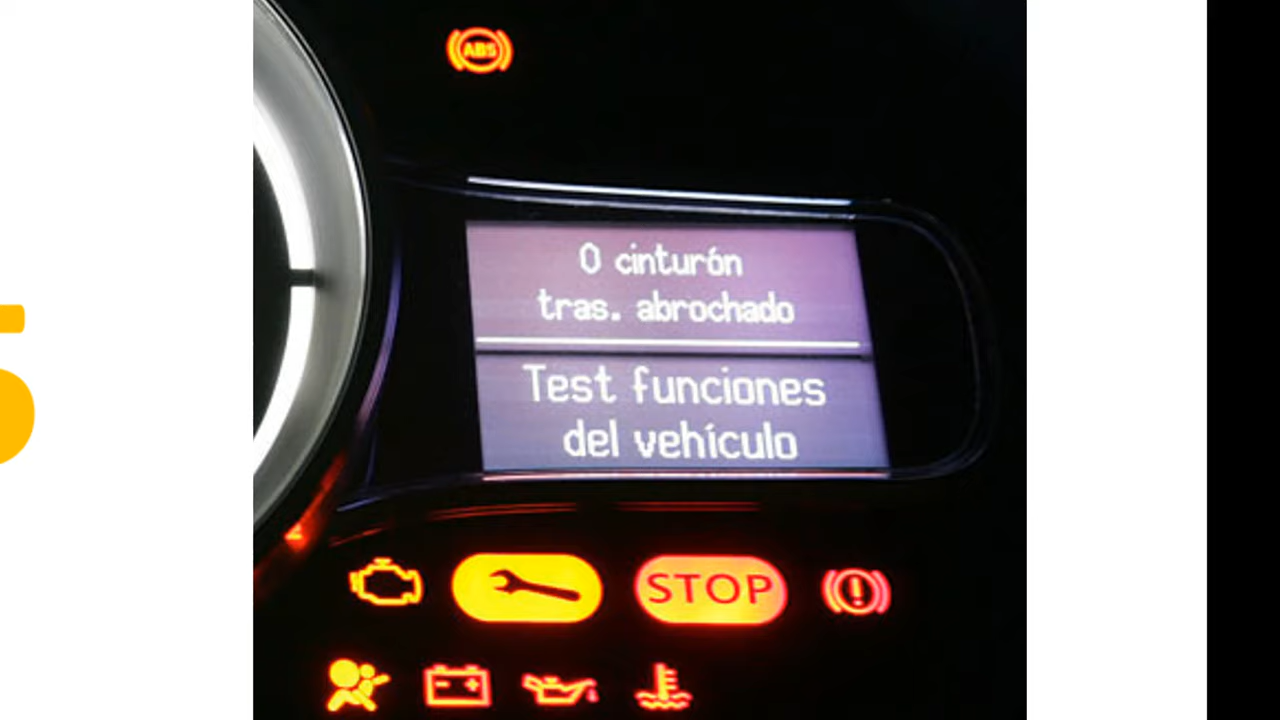 ABS
0 cinturón
tras. abrochado
Test funciones
del vehículo
STOP